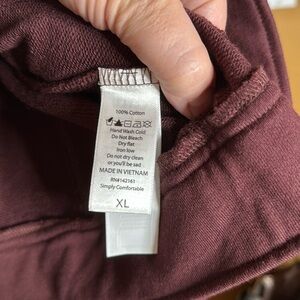 100% Cotton
Hand Wash Cold
Do Not Bleach
Dry flat
Iron low
Do not dry clean
or you'll be sad
MADE IN VIETNAM
RN#142161
Simply Comfortable
XL